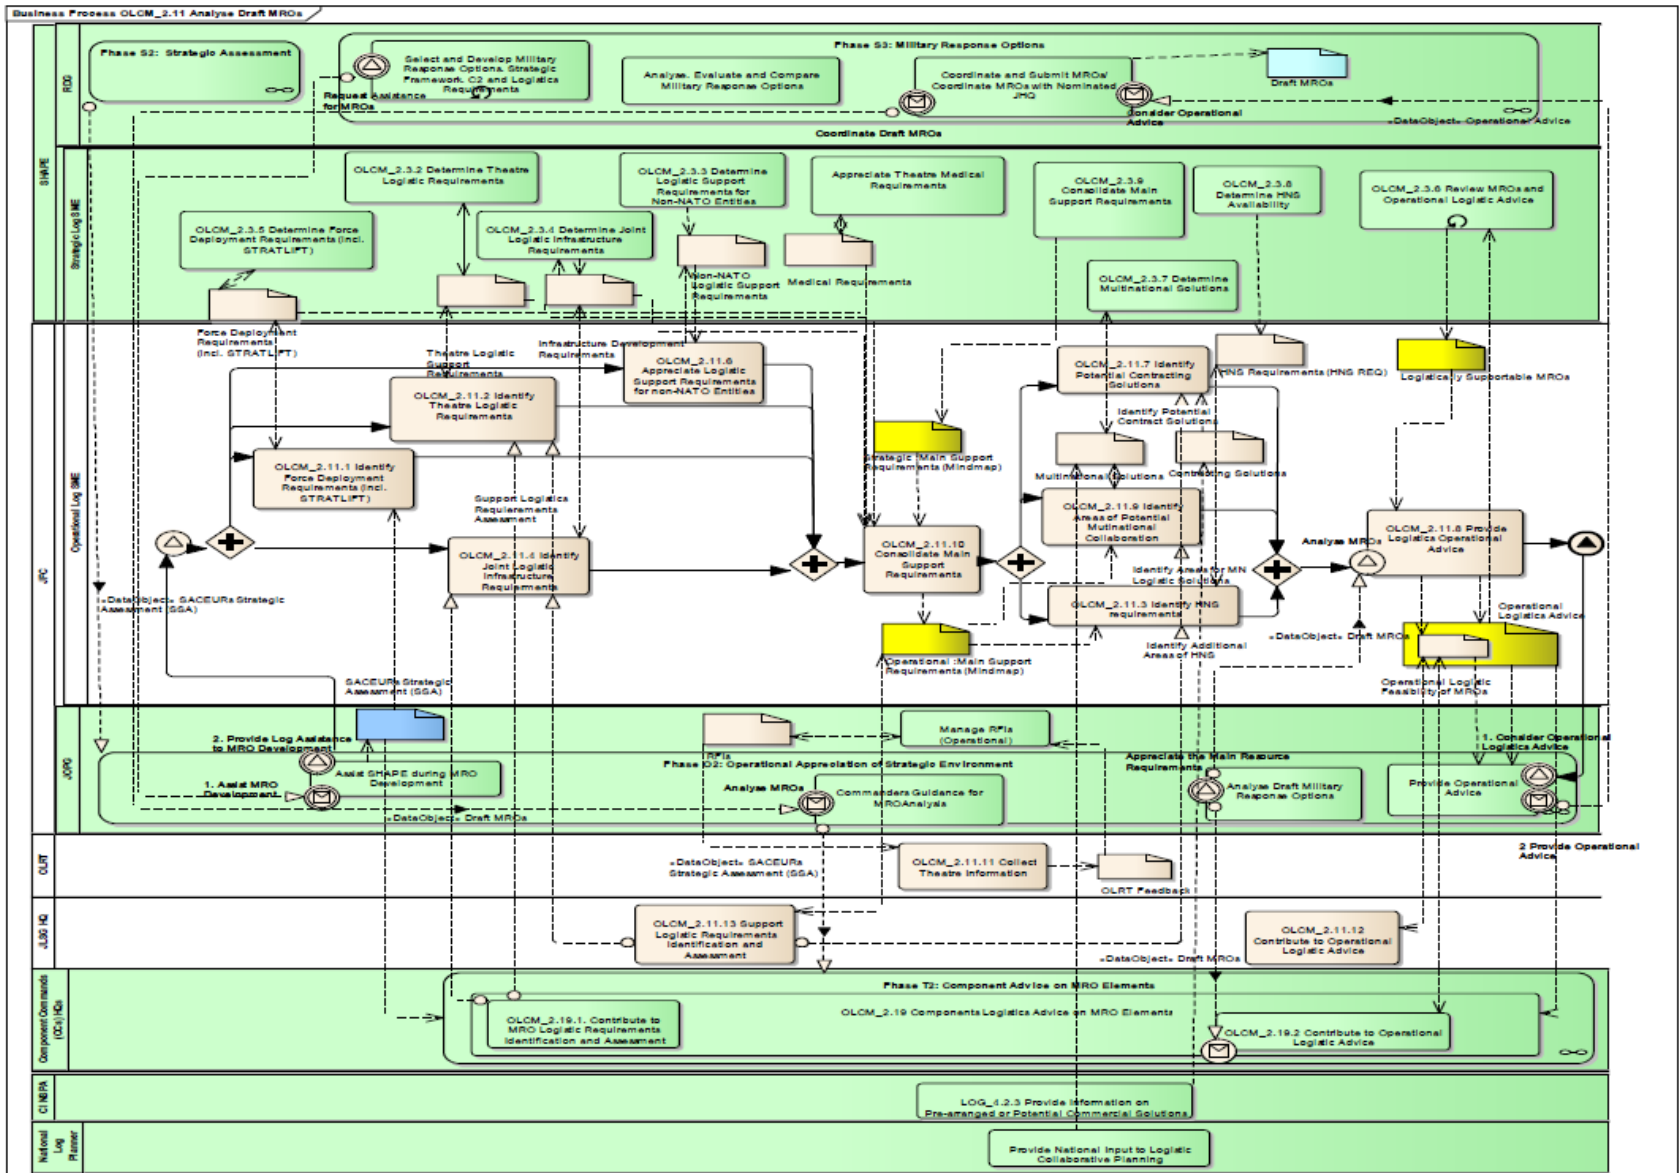 Business Process OLCM_2.11 Analyse Draft MROs
SHAPE
RDG
Phase S2: Strategic Assessment
Phase S3: Military Response Options
Select and Develop Military
Response Options, Strategic
Framework, C2 and Logistics
Requirements
Request Assistance
for MROs
Analyse, Evaluate and Compare
Military Response Options
Coordinate and Submit MROs/
Coordinate MROs with Nominated
JHQ
Draft MROs
Consider Operational
Advice
«DataObject» Operational Advice
Coordinate Draft MROs
Strategic Log SME
OLCM_2.3.2 Determine Theatre
Logistic Requirements
OLCM_2.3.3 Determine
Logistic Support
Requirements for
Non-NATO Entities
Appreciate Theatre Medical
Requirements
OLCM_2.3.9
Consolidate Main
Support Requirements
OLCM_2.3.8
Determine HNS
Availability
OLCM_2.3.6 Review MROs and
Operational Logistic Advice
OLCM_2.3.5 Determine Force
Deployment Requirements (incl.
STRATLIFT)
OLCM_2.3.4 Determine Joint
Logistic Infrastructure
Requirements
Non-NATO
Logistic Support
Requirements
Medical Requirements
OLCM_2.3.7 Determine
Multinational Solutions
JFC
Operational Log SME
Force Deployment
Requirements
(incl. STRATLIFT)
Theatre Logistic
Support
Requirements
Infrastructure Development
Requirements
OLCM_2.11.6
Appreciate Logistic
Support Requirements
for non-NATO Entities
OLCM_2.11.7 Identify
Potential Contracting
Solutions
HNS Requirements (HNS REQ)
Logistically Supportable MROs
OLCM_2.11.2 Identify
Theatre Logistic
Requirements
Identify Potential
Contract Solutions
OLCM_2.11.1 Identify
Force Deployment
Requirements (incl.
STRATLIFT)
Strategic :Main Support
Requirements (Mindmap)
Multinational Solutions
Contracting Solutions
Support Logistics
Requirements
Assessment
OLCM_2.11.9 Identify
Areas of Potential
Mutinational
Collaboration
OLCM_2.11.4 Identify
Joint Logistic
Infrastructure
Requirements
OLCM_2.11.10
Consolidate Main
Support
Requirements
Analyse MROs
OLCM_2.11.8 Provide
Logistics Operational
Advice
Identify Areas for MN
Logistic Solutions
«DataObject» SACEURs Strategic
Assessment (SSA)
OLCM_2.11.3 Identify HNS
requirements
Operational
Logistics Advice
«DataObject» Draft MROs
Identify Additional
Areas of HNS
Operational :Main Support
Requirements (Mindmap)
SACEURs Strategic
Assessment (SSA)
Operational Logistic
Feasibility of MROs
JOPG
2. Provide Log Assistance
to MRO Development
Assist SHAPE during MRO
Development
1. Assist MRO
Development
RFIs
Manage RFIs
(Operational)
Phase O2: Operational Appreciation of Strategic Environment
Appreciate the Main Resource
Requirements
1. Consider Operational
Logistics Advice
Analyse MROs
Commanders Guidance for
MROAnalysis
Analyse Draft Military
Response Options
Provide Operational
Advice
«DataObject» Draft MROs
2 Provide Operational
Advice
OLRT
«DataObject» SACEURs
Strategic Assessment (SSA)
OLCM_2.11.11 Collect
Theatre Information
OLRT Feedback
JLSG HQ
OLCM_2.11.13 Support
Logistic Requirements
Identification and
Assessment
OLCM_2.11.12
Contribute to Operational
Logistic Advice
«DataObject» Draft MROs
Component Commands
(CCs) HQs
Phase T2: Component Advice on MRO Elements
OLCM_2.19 Components Logistics Advice on MRO Elements
OLCM_2.19.1. Contribute to
MRO Logistic Requirements
Identification and Assessment
OLCM_2.19.2 Contribute to Operational
Logistic Advice
LOG_4.2.3 Provide Information on
Pre-arranged or Potential Commercial Solutions
National
Log
Planner
Provide National Input to Logistic
Collaborative Planning